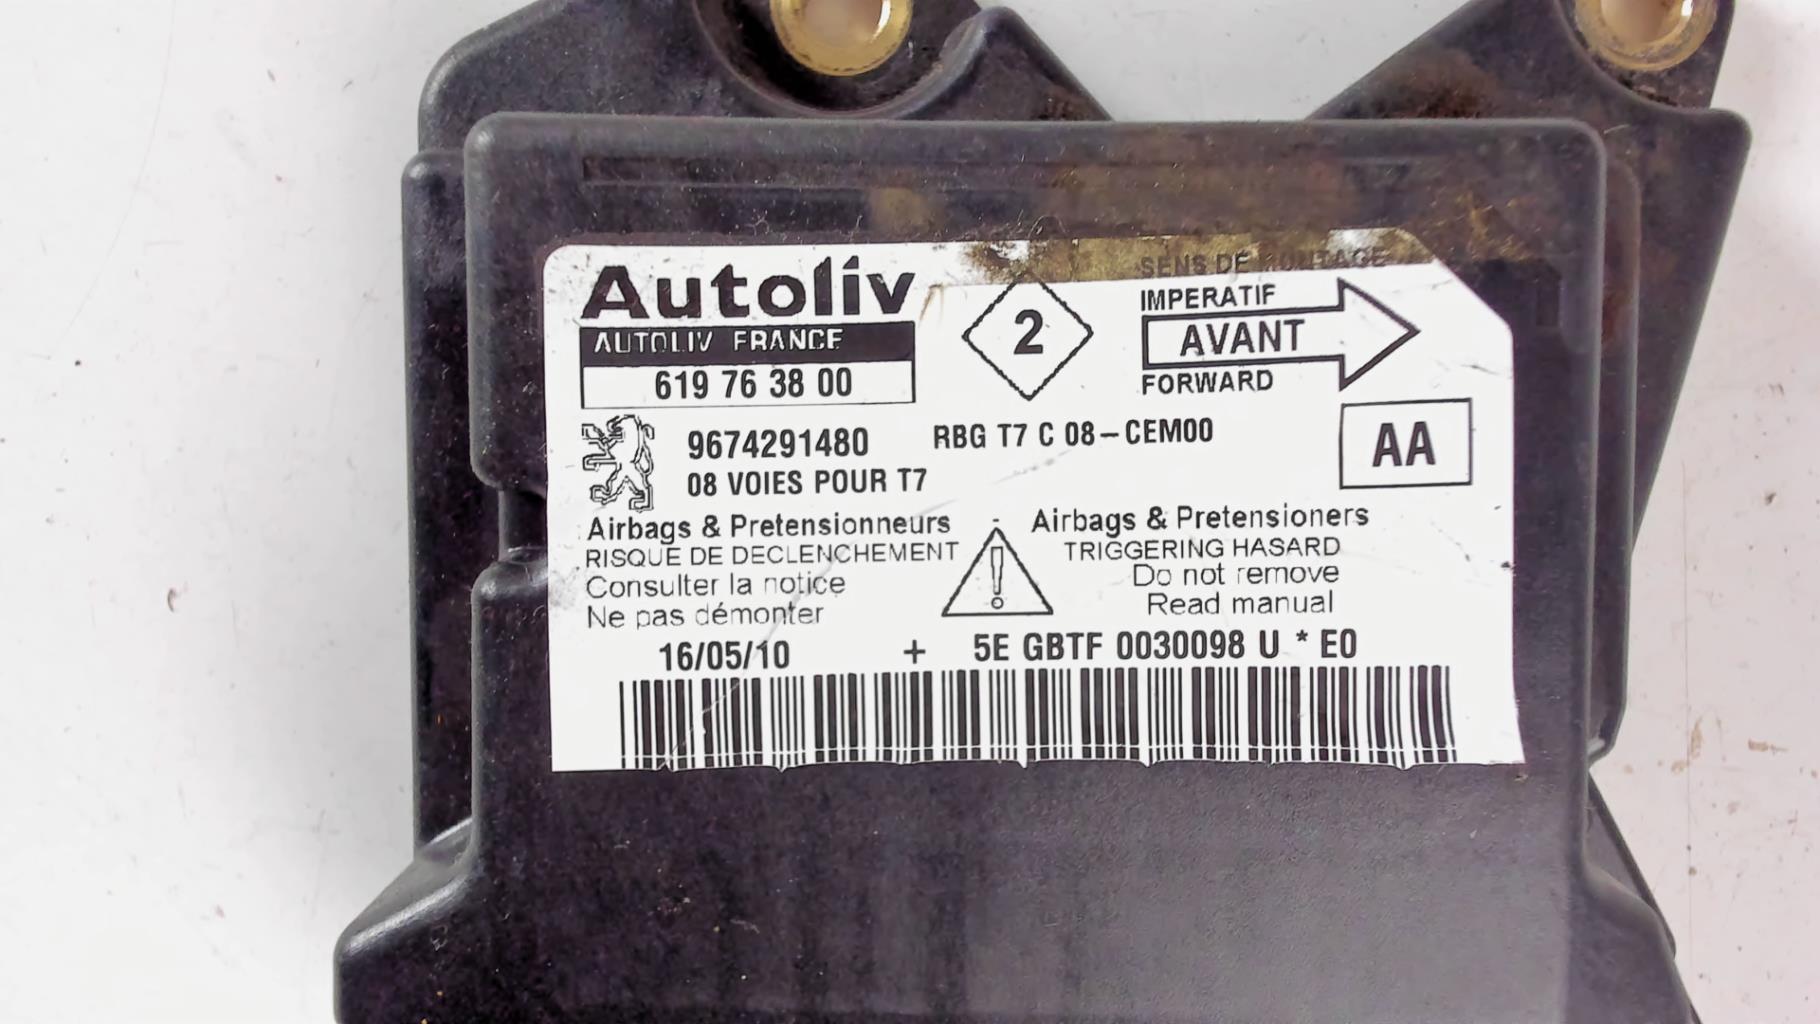 Autoliv
AUTOLIV FRANCE
619 76 38 00
2
SENS DE MONTAGE
IMPERATIF
AVANT
FORWARD
9674291480
RBG T7 C 08-CEM00
AA
08 VOIES POUR T7
Airbags & Pretensionneurs - Airbags & Pretensioners
RISQUE DE DECLENCHEMENT
TRIGGERING HASARD
Consulter la notice
Do not remove
Ne pas démonter
Read manual
16/05/10 + 5E GBTF 0030098 U * E0